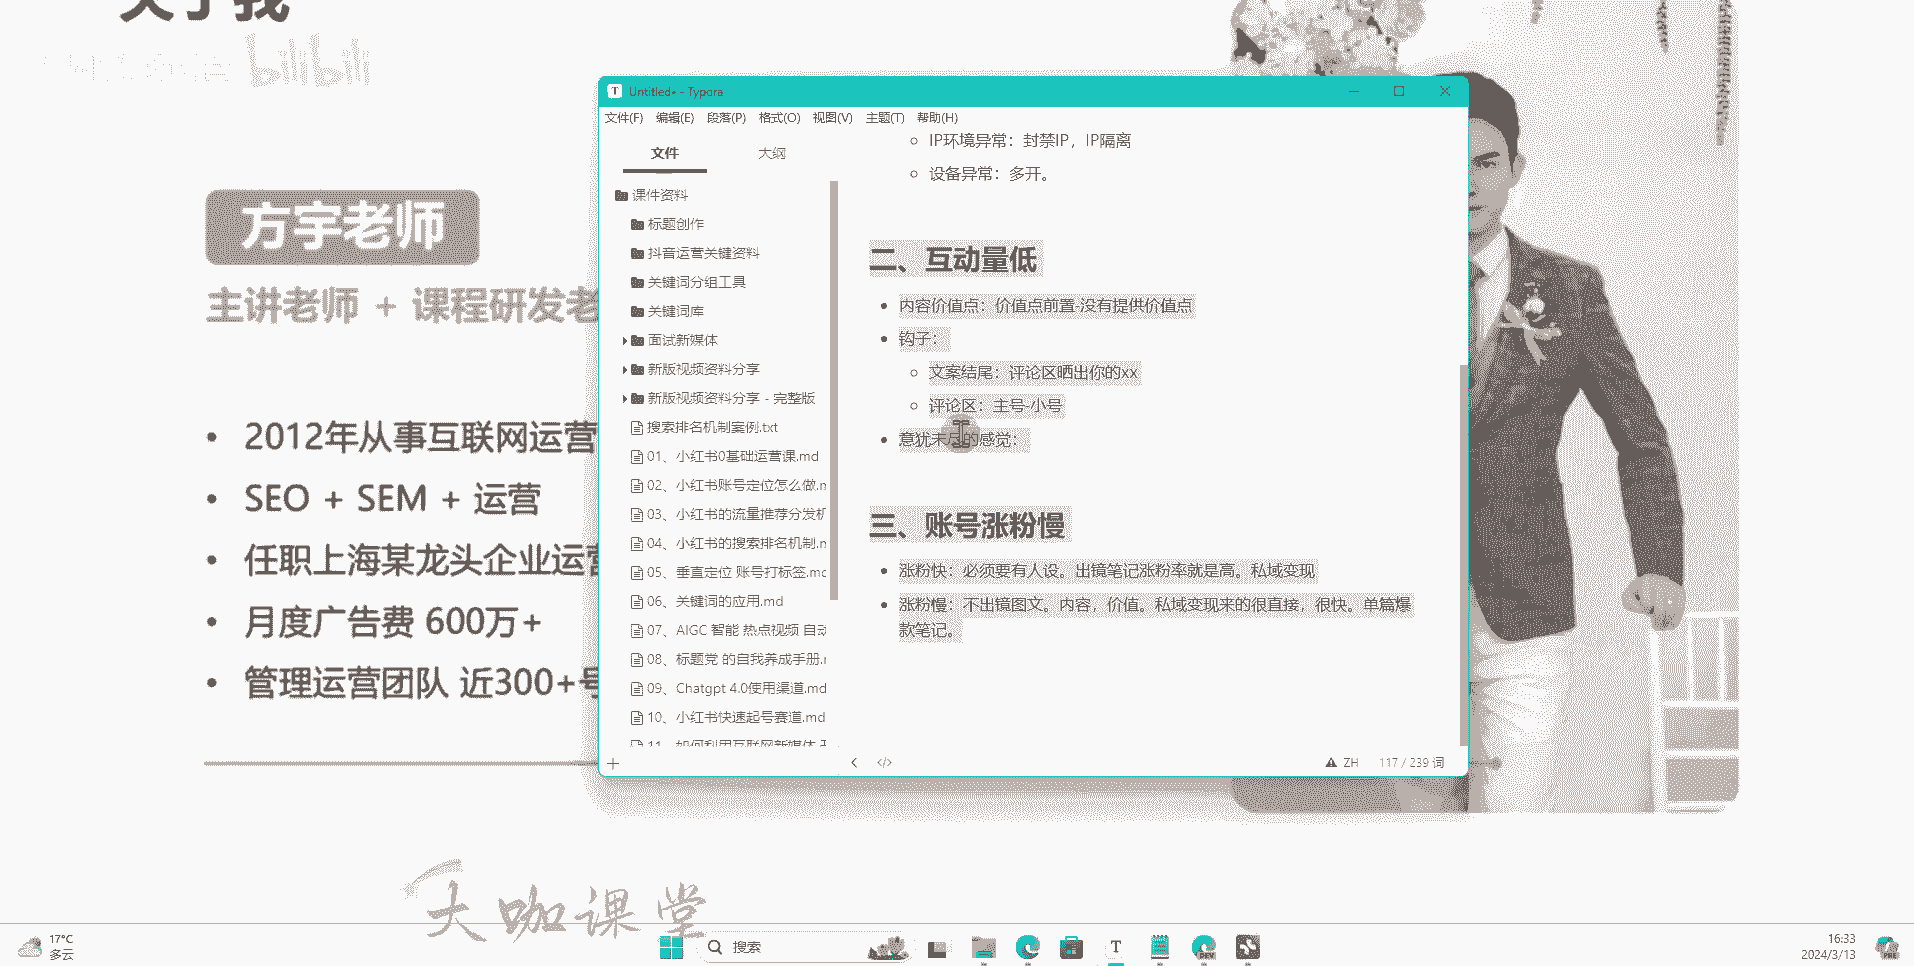 关于我
bilibili
方宇老师
主讲老师 + 课程研发老
2012年从事互联网运营
SEO + SEM + 运营
任职上海某龙头企业运营
月度广告费 600万+
管理运营团队 近300+号
Untitled• - Typora
文件(F) 编辑(E) 段落(P) 格式(O) 视图(V) 主题(T) 帮助(H)
文件 大纲
课件资料
标题创作
抖音运营关键资料
关键词分组工具
关键词库
面试新媒体
新版视频资料分享
新版视频资料分享 - 完整版
搜索排名机制案例.txt
01、小红书0基础运营课.md
02、小红书账号定位怎么做.m
03、小红书的流量推荐分发机
04、小红书的搜索排名机制.m
05、垂直定位 账号打标签.md
06、关键词的应用.md
07、AIGC 智能 热点视频 自动
08、标题党 的自我养成手册.m
09、Chatgpt 4.0使用渠道.md
10、小红书快速起号赛道.md
11、如何利用互联网新媒体
IP环境异常：封禁IP，IP隔离
设备异常：多开。
二、互动量低
内容价值点：价值点前置-没有提供价值点
钩子：
文案结尾：评论区晒出你的xx
评论区：主号-小号
意犹未尽的感觉：
三、账号涨粉慢
涨粉快：必须要有人设。出镜笔记涨粉率就是高。私域变现
涨粉慢：不出镜图文。内容，价值。私域变现来的很直接，很快。单篇爆
款笔记。
ZH 117 / 239 词
大咖课堂
17°C
多云
搜索
16:33
2024/3/13